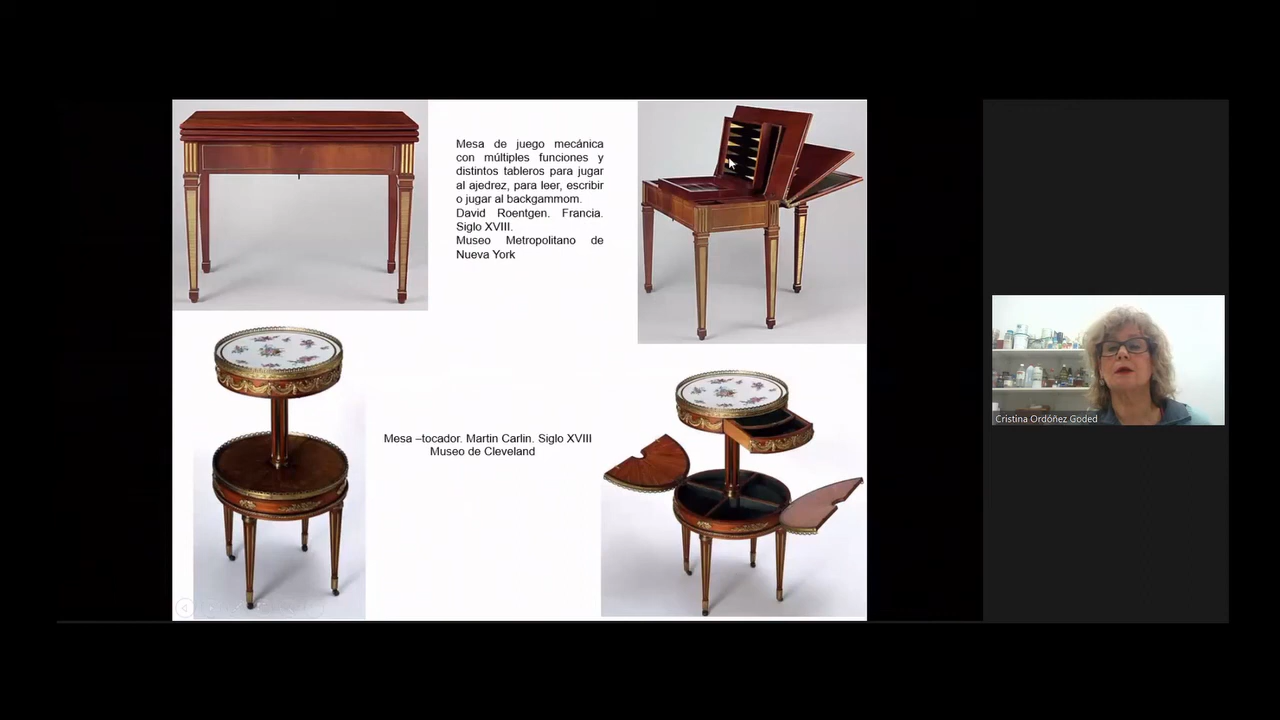 Mesa de juego mecánica
con múltiples funciones y
distintos tableros para jugar
al ajedrez, para leer, escribir
o jugar al backgammom.
David Roentgen. Francia.
Siglo XVIII.
Museo Metropolitano de
Nueva York
Mesa –tocador. Martin Carlin. Siglo XVIII
Museo de Cleveland
Cristina Ordóñez Goded